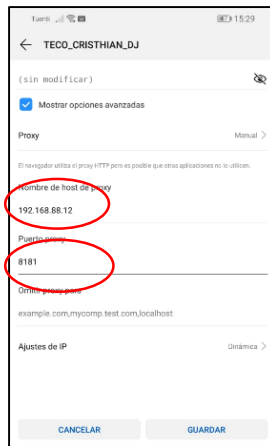 Tuenti 15:29
← TECO_CRISTHIAN_DJ
(sin modificar)
Mostrar opciones avanzadas
Proxy Manual >
El navegador utiliza el proxy HTTP pero es posible que otras aplicaciones no lo utilicen.
Nombre de host de proxy
192.168.88.12
Puerto proxy
8181
Omitir proxy para
example.com,mycomp.test.com,localhost
Ajustes de IP Dinámica >
CANCELAR GUARDAR